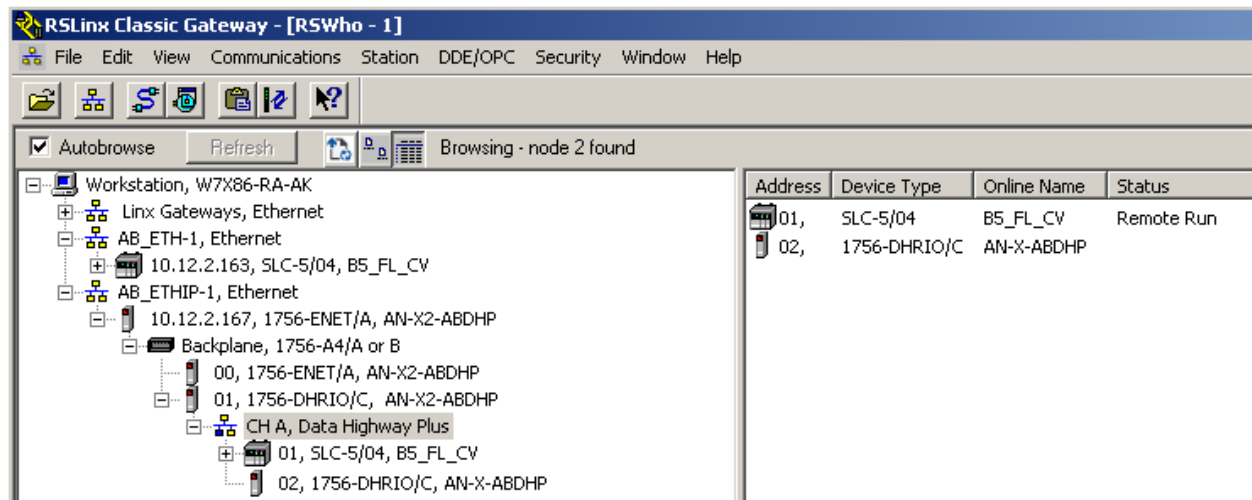 RSLinx Classic Gateway - [RSWho - 1]
File Edit View Communications Station DDE/OPC Security Window Help
Autobrowse Refresh Browsing - node 2 found
Workstation, W7X86-RA-AK
Linx Gateways, Ethernet
AB_ETH-1, Ethernet
10.12.2.163, SLC-5/04, B5_FL_CV
AB_ETHIP-1, Ethernet
10.12.2.167, 1756-ENET/A, AN-X2-ABDHP
Backplane, 1756-A4/A or B
00, 1756-ENET/A, AN-X2-ABDHP
01, 1756-DHRIO/C, AN-X2-ABDHP
CH A, Data Highway Plus
01, SLC-5/04, B5_FL_CV
02, 1756-DHRIO/C, AN-X-ABDHP
Address Device Type Online Name Status
01, SLC-5/04 B5_FL_CV Remote Run
02, 1756-DHRIO/C AN-X-ABDHP